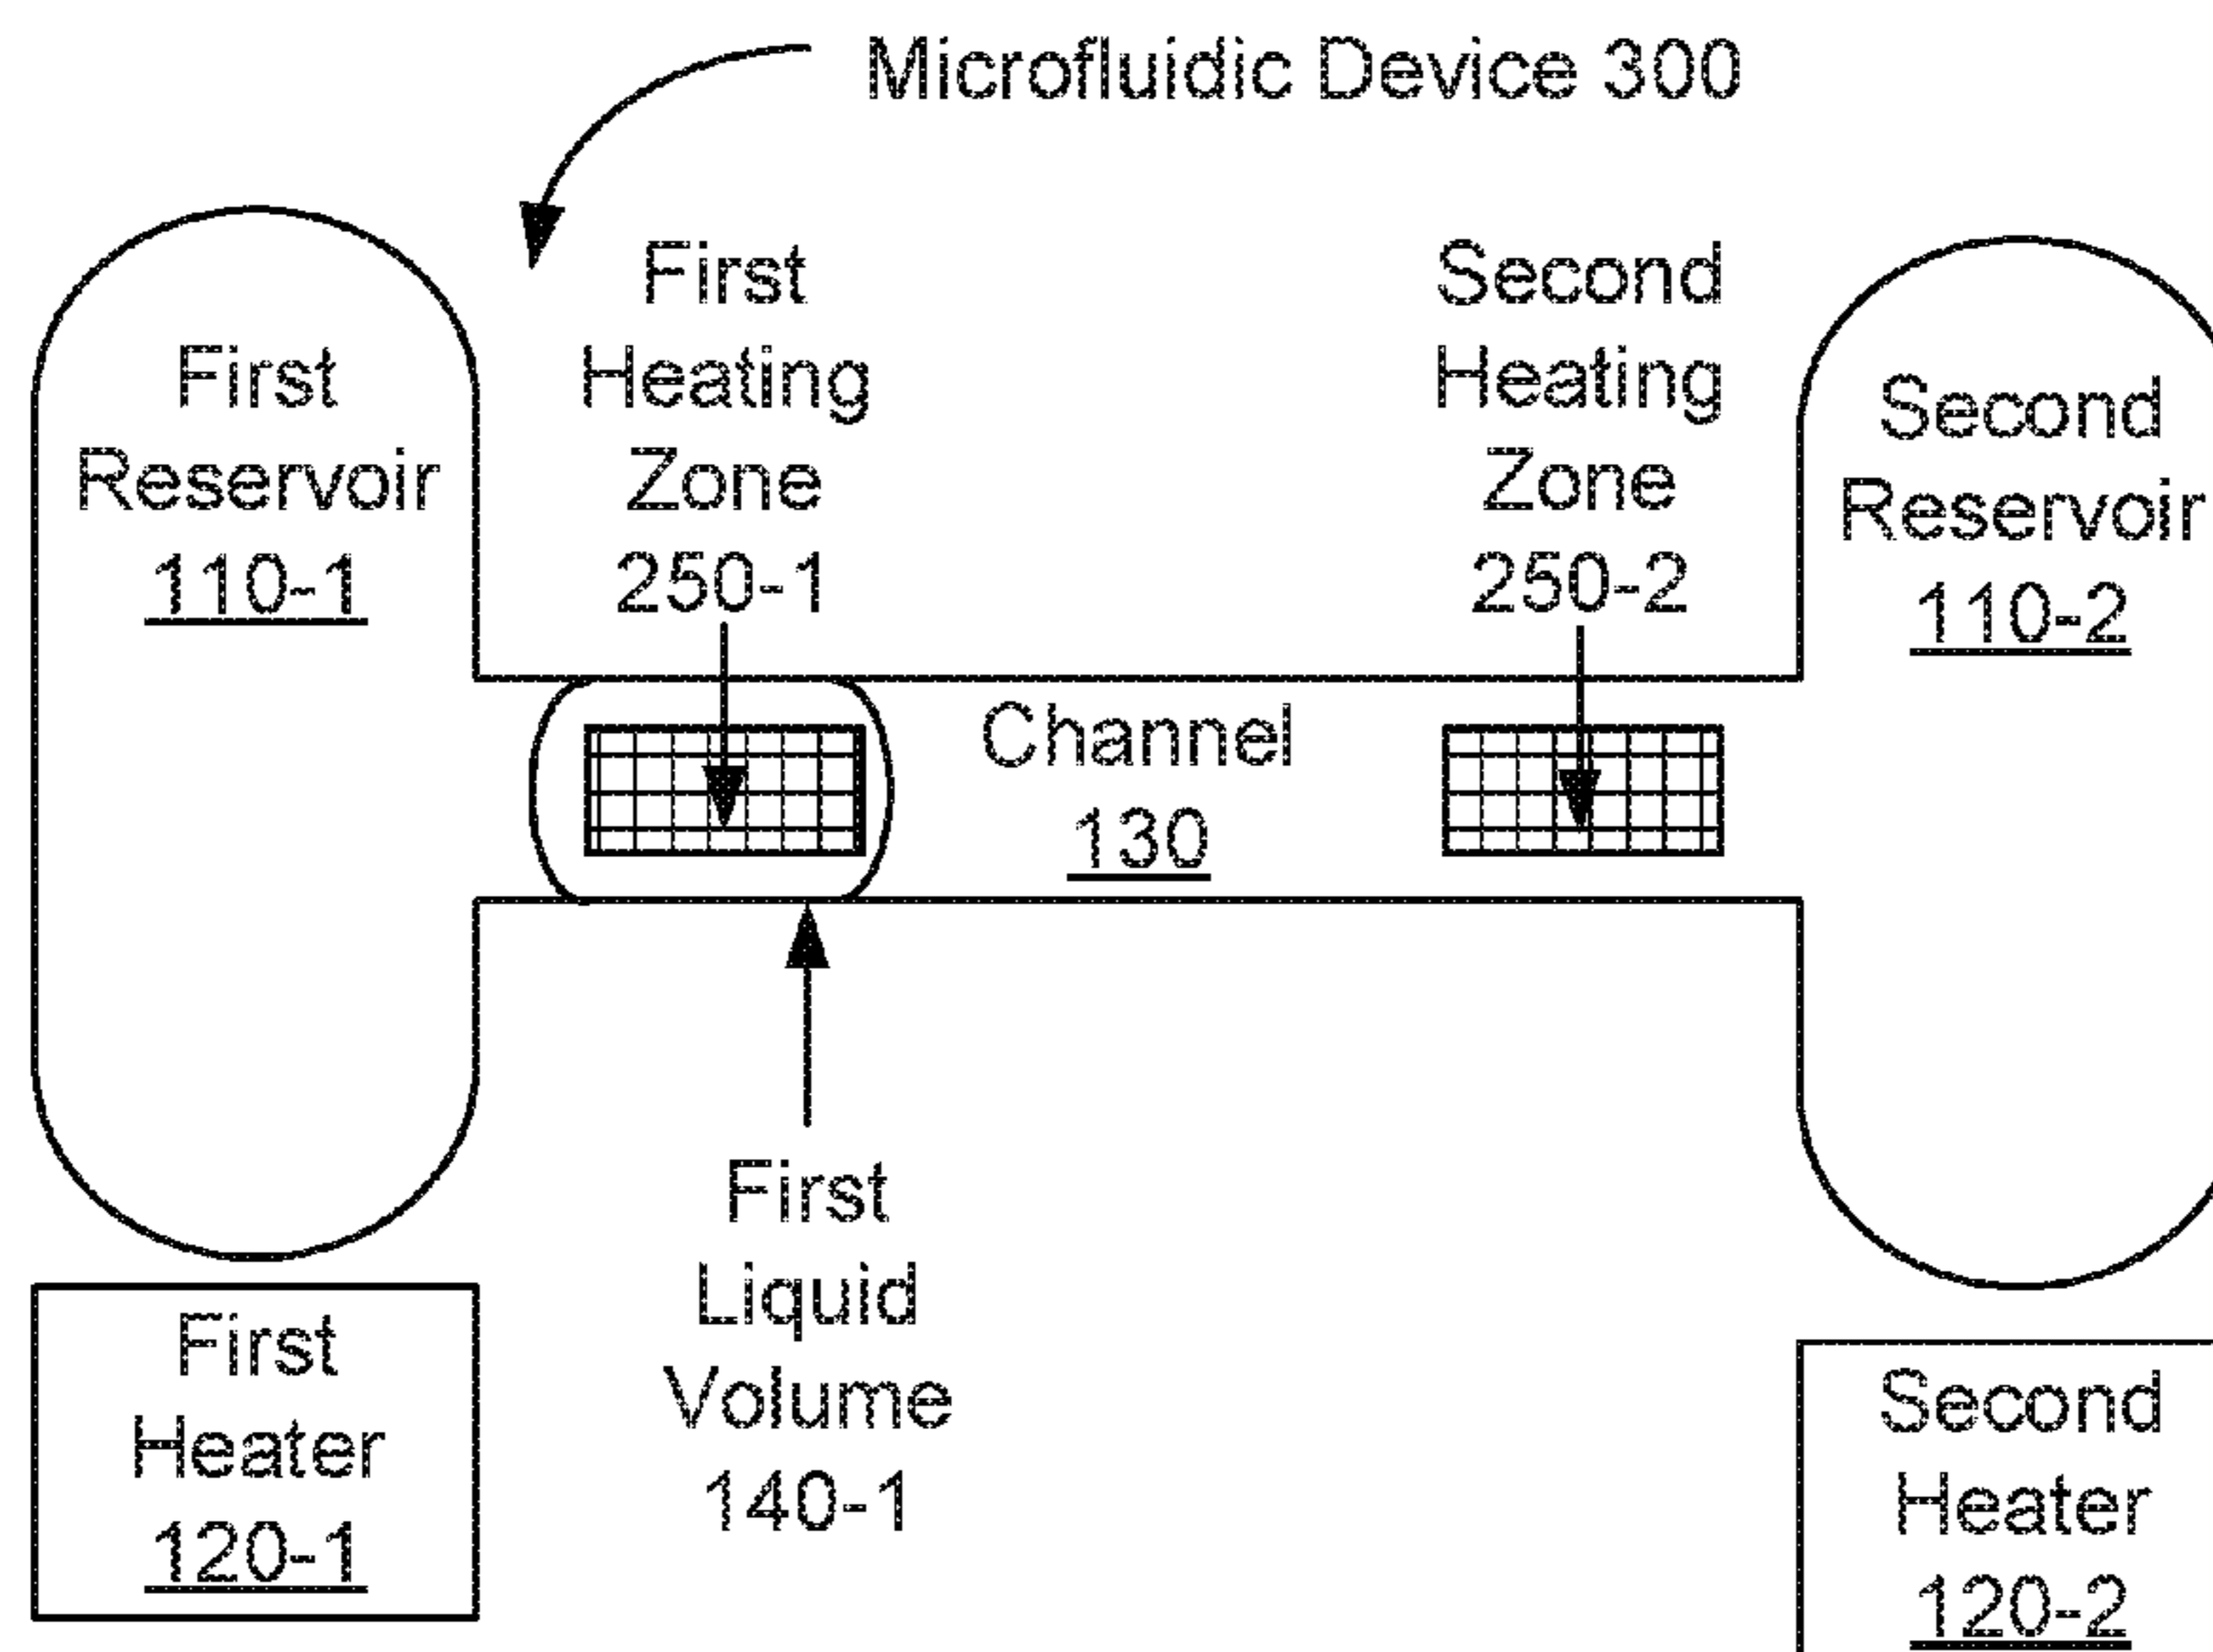 Microfluidic Device 300
First
Reservoir
110-1
First
Heating
Zone
250-1
Second
Heating
Zone
250-2
Second
Reservoir
110-2
Channel
130
First
Liquid
Volume
140-1
First
Heater
120-1
Second
Heater
120-2